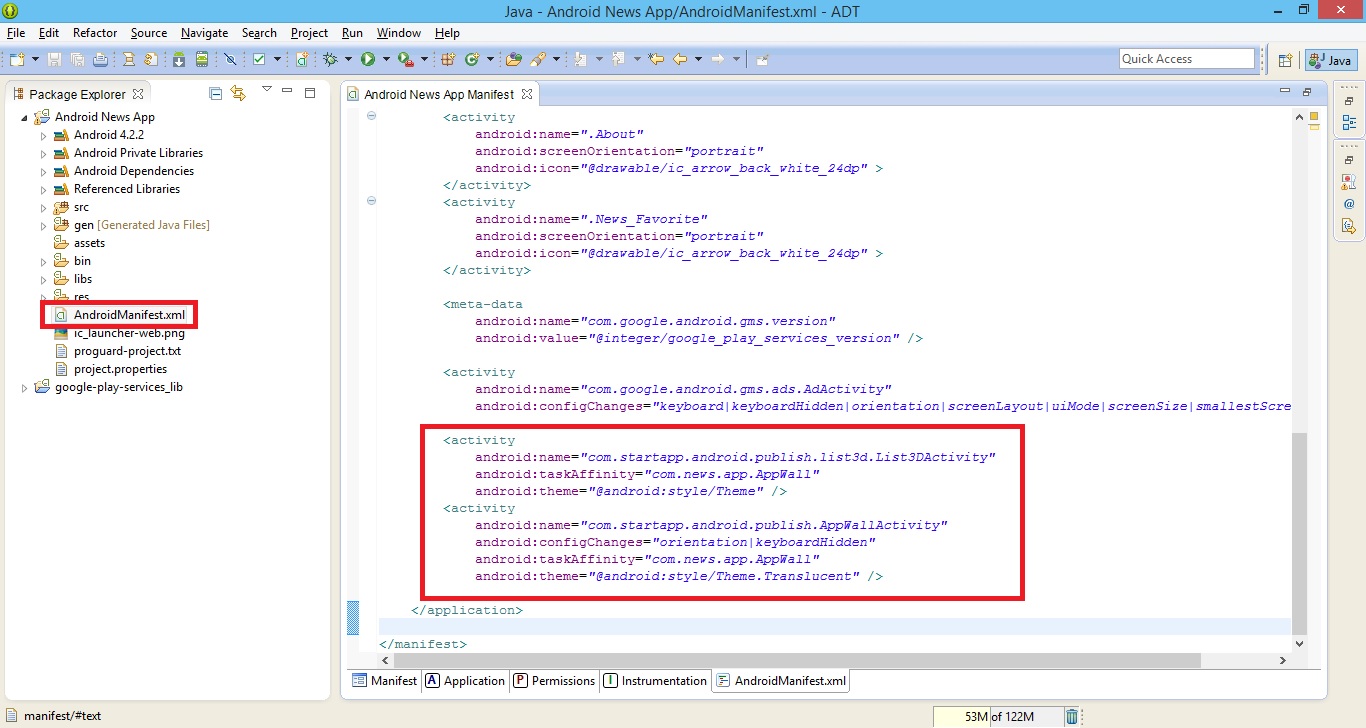 Java - Android News App/AndroidManifest.xml - ADT
File Edit Refactor Source Navigate Search Project Run Window Help
Quick Access
Java
Package Explorer
Android News App
Android 4.2.2
Android Private Libraries
Android Dependencies
Referenced Libraries
src
gen [Generated Java Files]
assets
bin
libs
res
AndroidManifest.xml
ic_launcher-web.png
proguard-project.txt
project.properties
google-play-services_lib
Android News App Manifest
<activity
android:name=".About"
android:screenOrientation="portrait"
android:icon="@drawable/ic_arrow_back_white_24dp" >
</activity>
<activity
android:name=".News_Favorite"
android:screenOrientation="portrait"
android:icon="@drawable/ic_arrow_back_white_24dp" >
</activity>
<meta-data
android:name="com.google.android.gms.version"
android:value="@integer/google_play_services_version" />
<activity
android:name="com.google.android.gms.ads.AdActivity"
android:configChanges="keyboard|keyboardHidden|orientation|screenLayout|uiMode|screenSize|smallestScre
<activity
android:name="com.startapp.android.publish.list3d.List3DActivity"
android:taskAffinity="com.news.app.AppWall"
android:theme="@android:style/Theme" />
<activity
android:name="com.startapp.android.publish.AppWallActivity"
android:configChanges="orientation|keyboardHidden"
android:taskAffinity="com.news.app.AppWall"
android:theme="@android:style/Theme.Translucent" />
</application>
</manifest>
Manifest A Application P Permissions I Instrumentation AndroidManifest.xml
manifest/#text
53M of 122M